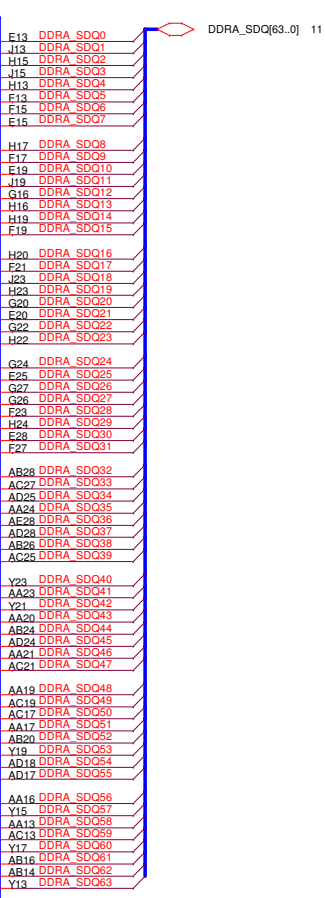 DDRA_SDQ[63..0] 11
E13 DDRA_SDQ0
J13 DDRA_SDQ1
H15 DDRA_SDQ2
J15 DDRA_SDQ3
H13 DDRA_SDQ4
F13 DDRA_SDQ5
F15 DDRA_SDQ6
E15 DDRA_SDQ7
H17 DDRA_SDQ8
F17 DDRA_SDQ9
E19 DDRA_SDQ10
J19 DDRA_SDQ11
G16 DDRA_SDQ12
H16 DDRA_SDQ13
H19 DDRA_SDQ14
F19 DDRA_SDQ15
H20 DDRA_SDQ16
F21 DDRA_SDQ17
J23 DDRA_SDQ18
H23 DDRA_SDQ19
G20 DDRA_SDQ20
E20 DDRA_SDQ21
G22 DDRA_SDQ22
H22 DDRA_SDQ23
G24 DDRA_SDQ24
E25 DDRA_SDQ25
G27 DDRA_SDQ26
G26 DDRA_SDQ27
F23 DDRA_SDQ28
H24 DDRA_SDQ29
E28 DDRA_SDQ30
F27 DDRA_SDQ31
AB28 DDRA_SDQ32
AC27 DDRA_SDQ33
AD25 DDRA_SDQ34
AA24 DDRA_SDQ35
AE28 DDRA_SDQ36
AD28 DDRA_SDQ37
AB26 DDRA_SDQ38
AC25 DDRA_SDQ39
Y23 DDRA_SDQ40
AA23 DDRA_SDQ41
Y21 DDRA_SDQ42
AA20 DDRA_SDQ43
AB24 DDRA_SDQ44
AD24 DDRA_SDQ45
AA21 DDRA_SDQ46
AC21 DDRA_SDQ47
AA19 DDRA_SDQ48
AC19 DDRA_SDQ49
AC17 DDRA_SDQ50
AA17 DDRA_SDQ51
AB20 DDRA_SDQ52
Y19 DDRA_SDQ53
AD18 DDRA_SDQ54
AD17 DDRA_SDQ55
AA16 DDRA_SDQ56
Y15 DDRA_SDQ57
AA13 DDRA_SDQ58
AC13 DDRA_SDQ59
Y17 DDRA_SDQ60
AB16 DDRA_SDQ61
AB14 DDRA_SDQ62
Y13 DDRA_SDQ63